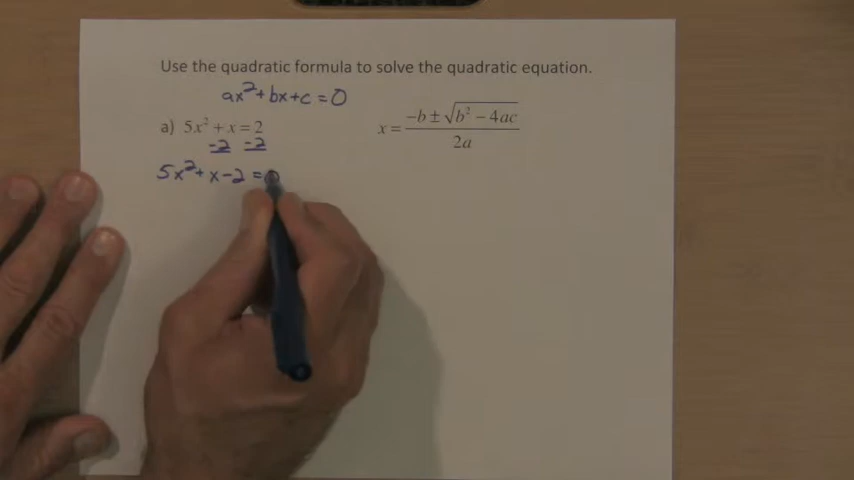 Use the quadratic formula to solve the quadratic equation.
ax²+bx+c=0
a) 5x² + x = 2
x = (-b ± √(b² - 4ac)) / 2a
-2 -2
5x²+x-2=0